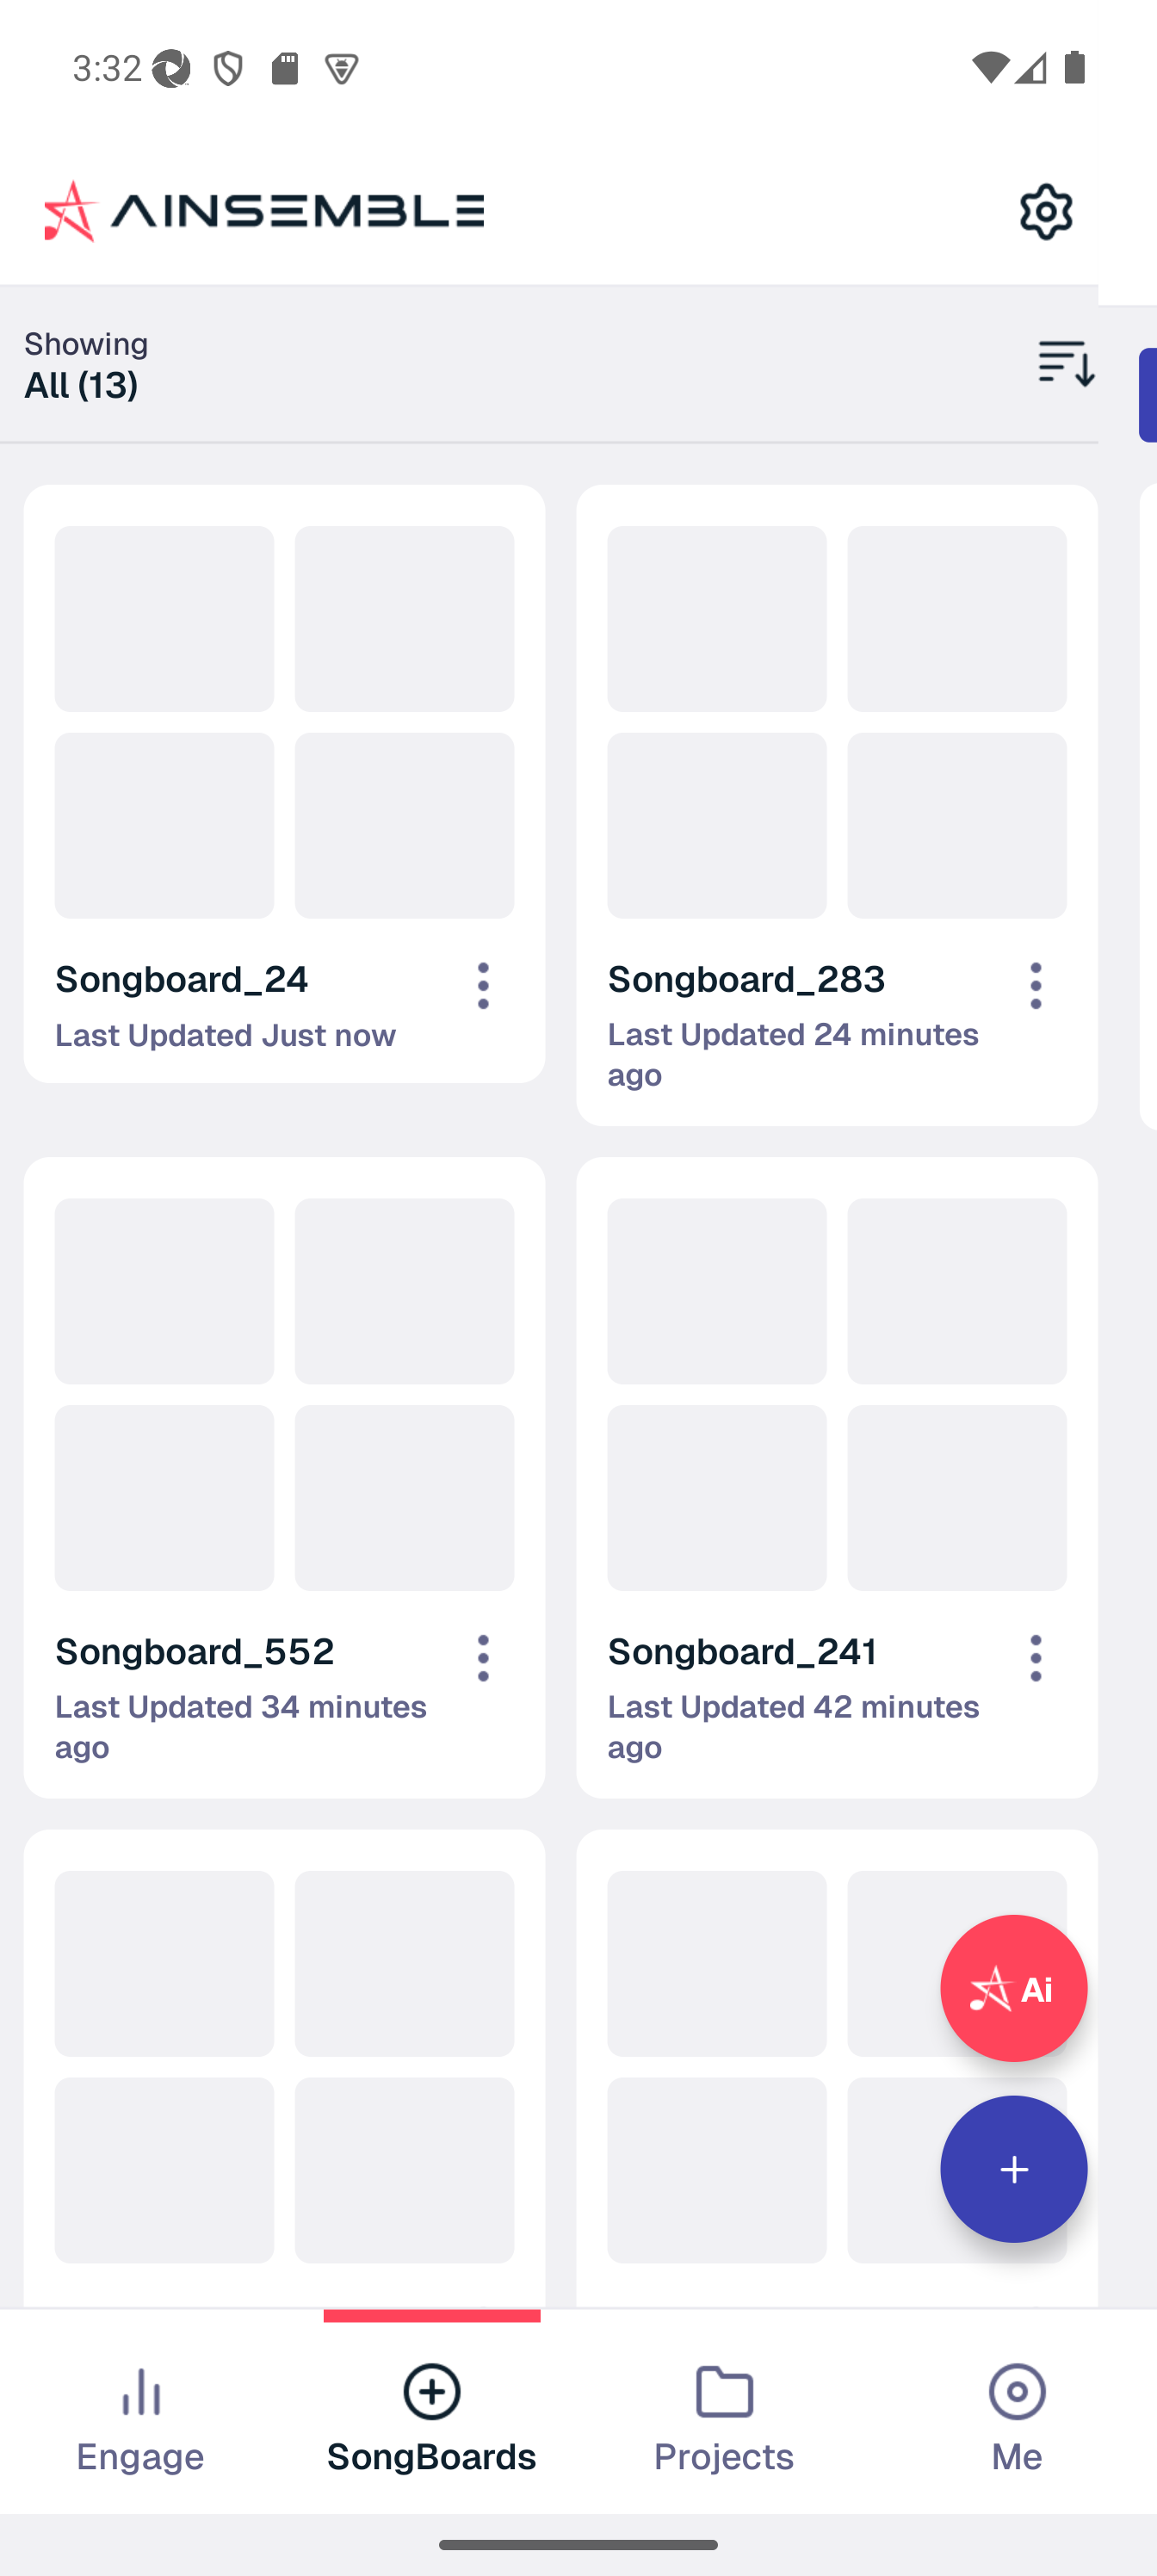 3:32
AINSEMBLE
Showing
All (13)
Songboard_24
Last Updated Just now
Songboard_283
Last Updated 24 minutes
ago
Songboard_552
Last Updated 34 minutes
ago
Songboard_241
Last Updated 42 minutes
ago
Ai
Engage
SongBoards
Projects
Me